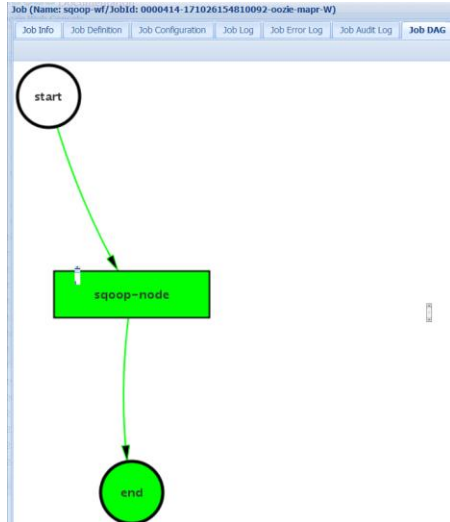 Job (Name: sqoop-wf/JobId: 0000414-171026154810092-oozie-mapr-W)
Job Info Job Definition Job Configuration Job Log Job Error Log Job Audit Log Job DAG
start
sqoop-node
end